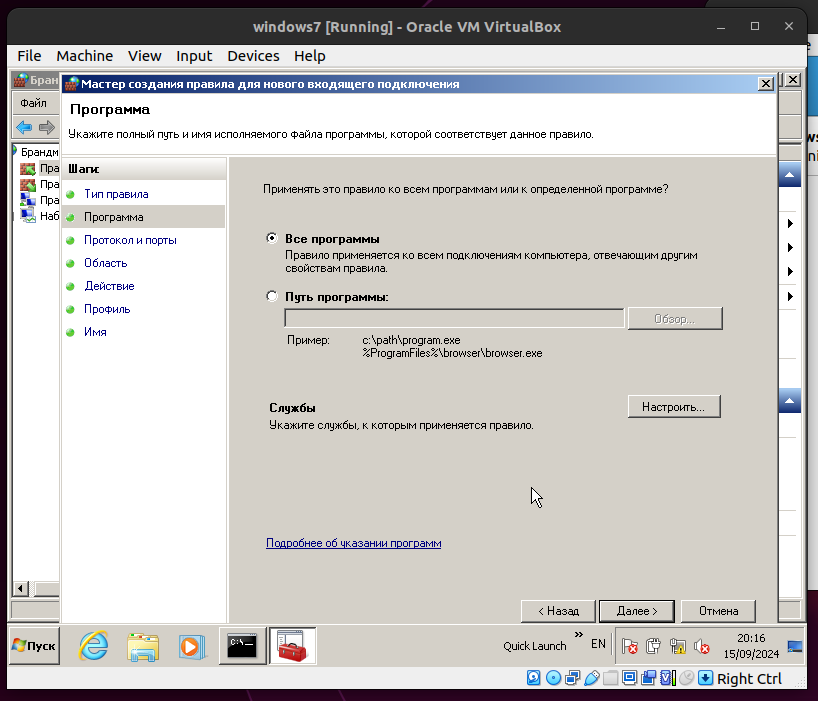 windows7 [Running] - Oracle VM VirtualBox
File Machine View Input Devices Help
Бран
Мастер создания правила для нового входящего подключения
Файл
Программа
Укажите полный путь и имя исполняемого файла программы, которой соответствует данное правило.
Брандм
Пра
Пра
Пра
Наб
Шаги:
Тип правила
Программа
Протокол и порты
Область
Действие
Профиль
Имя
Применять это правило ко всем программам или к определенной программе?
Все программы
Правило применяется ко всем подключениям компьютера, отвечающим другим
свойствам правила.
Путь программы:
Обзор...
Пример:
c:\path\program.exe
%ProgramFiles%\browser\browser.exe
Службы
Настроить...
Укажите службы, к которым применяется правило.
Подробнее об указании программ
< Назад
Далее >
Отмена
Пуск
C:\
Quick Launch
»
EN
20:16
15/09/2024
Right Ctrl